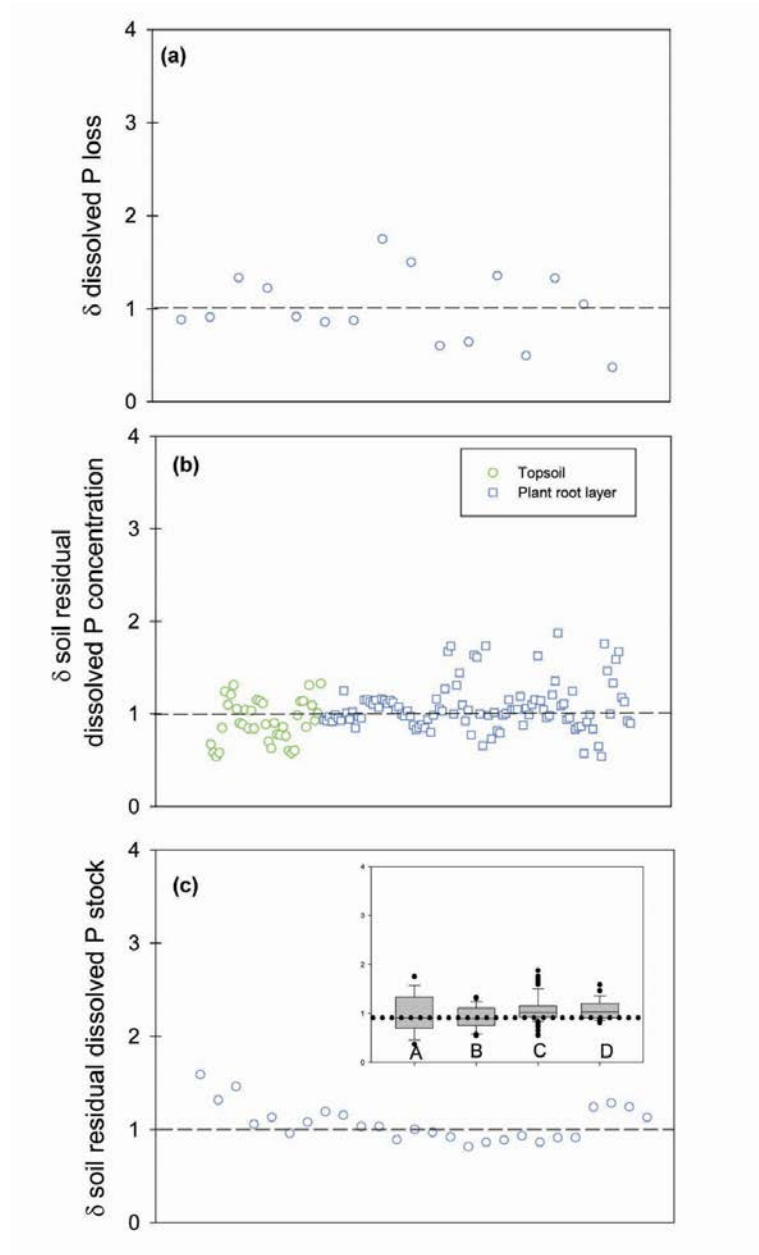 4
(a)
3
2
1
0
δ dissolved P loss
4
(b)
Topsoil
Plant root layer
3
2
1
0
δ soil residual
dissolved P concentration
4
(c)
3
2
1
0
δ soil residual dissolved P stock
4
3
2
1
0
A B C D